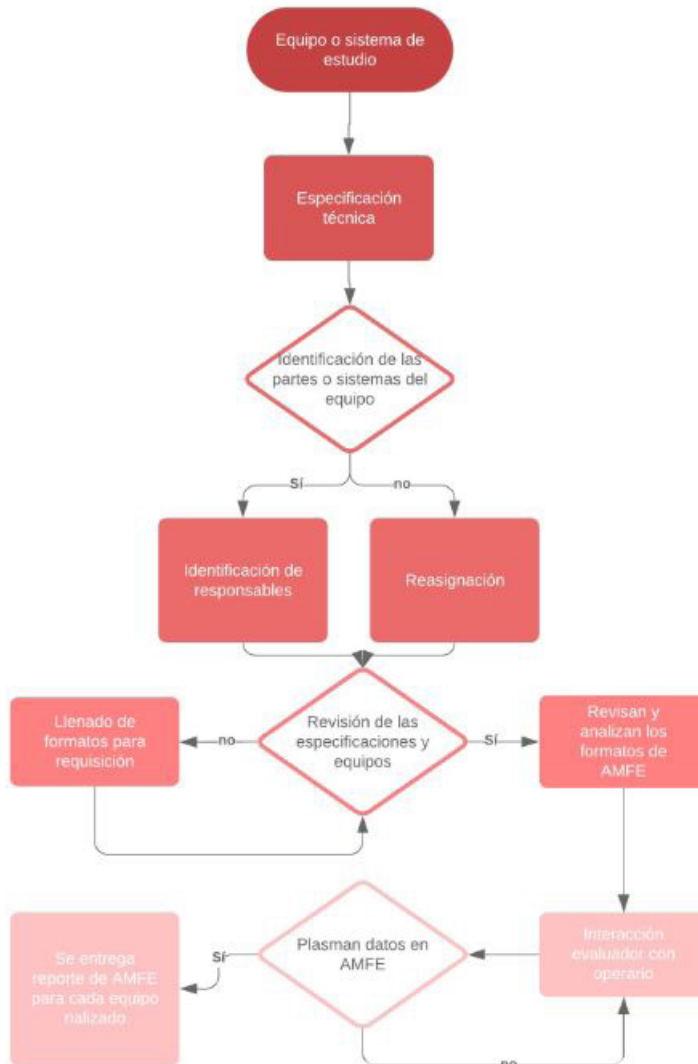 Equipo o sistema de
estudio
Especificación
técnica
Identificación de las
partes o sistemas del
equipo
Sí
no
Identificación de
responsables
Reasignación
Llenado de
formatos para
requisición
no
Revisión de las
especificaciones y
equipos
Sí
Revisan y
analizan los
formatos de
AMFE
Se entrega
reporte de AMFE
para cada equipo
nalizado
Sí
Plasman datos en
AMFE
Interacción
evaluador con
operario
no